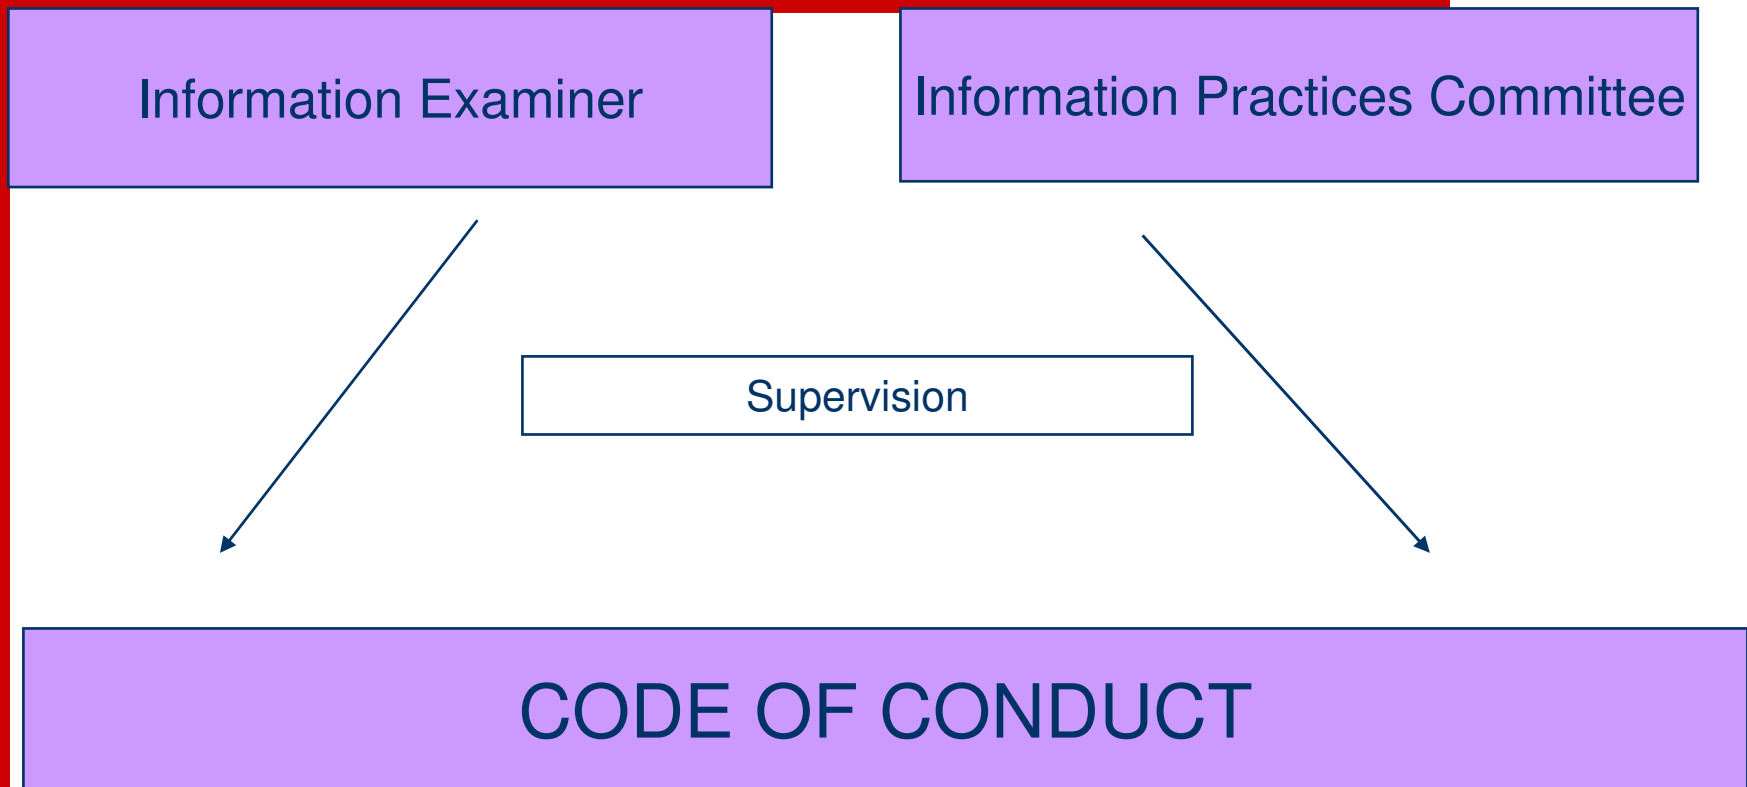 Information Examiner
Information Practices Committee
Supervision
CODE OF CONDUCT